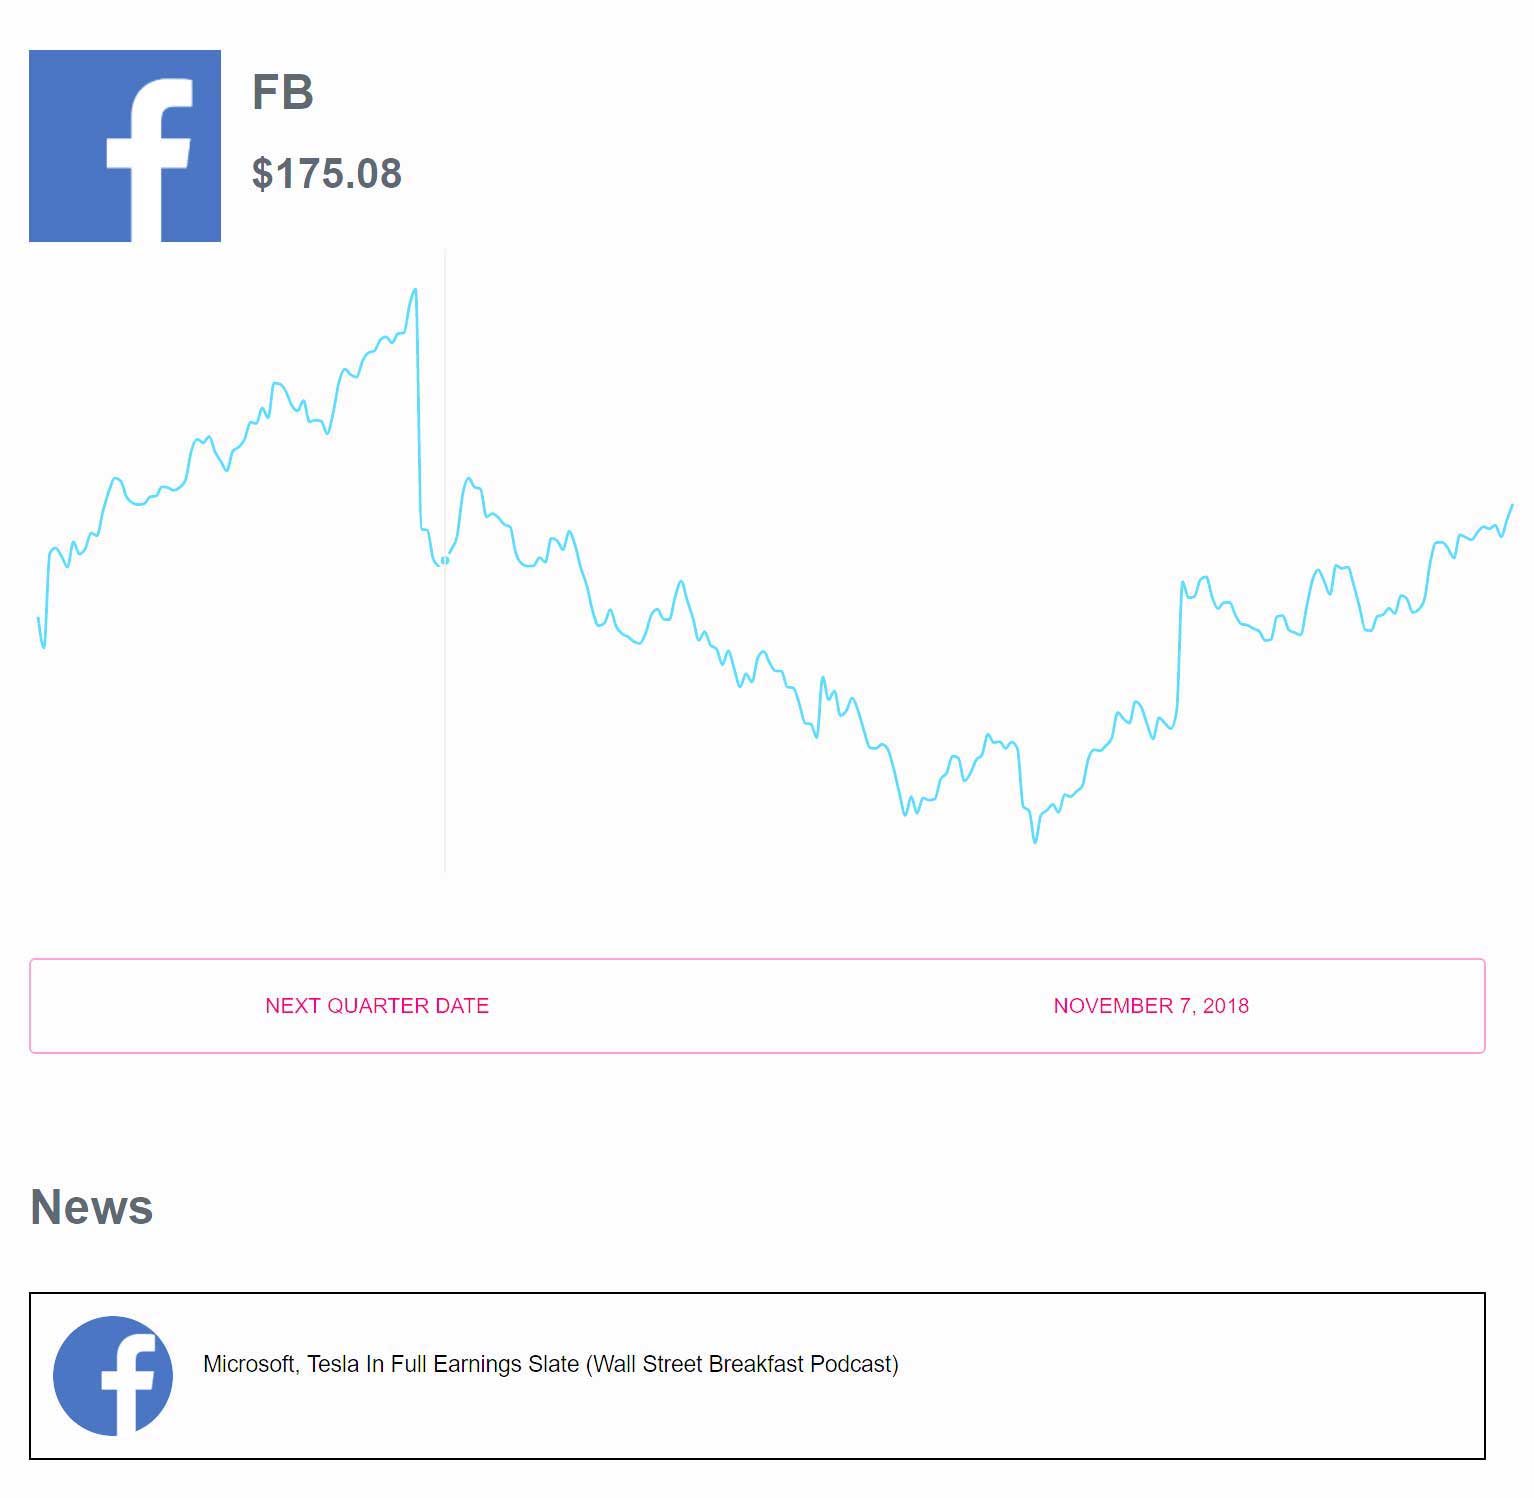 FB
$175.08
NEXT QUARTER DATE
NOVEMBER 7, 2018
News
Microsoft, Tesla In Full Earnings Slate (Wall Street Breakfast Podcast)